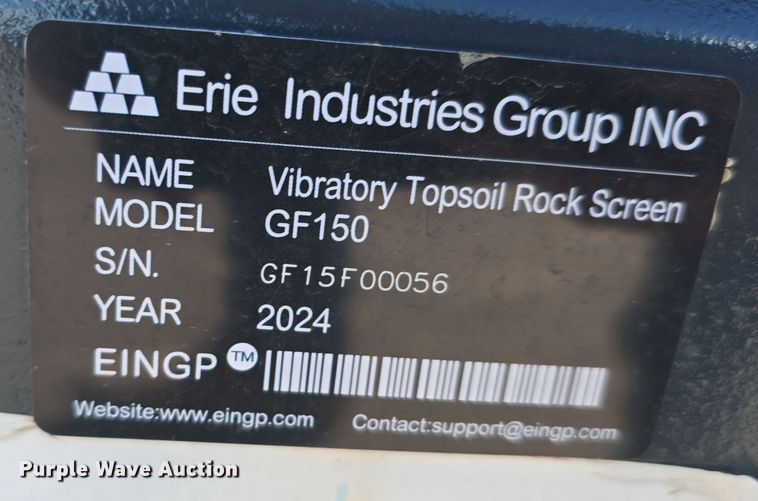 Erie Industries Group INC
NAME Vibratory Topsoil Rock Screen
MODEL GF150
S/N. GF15F00056
YEAR 2024
EINGP TM
Website:www.eingp.com Contact:support@eingp.com
Purple Wave Auction